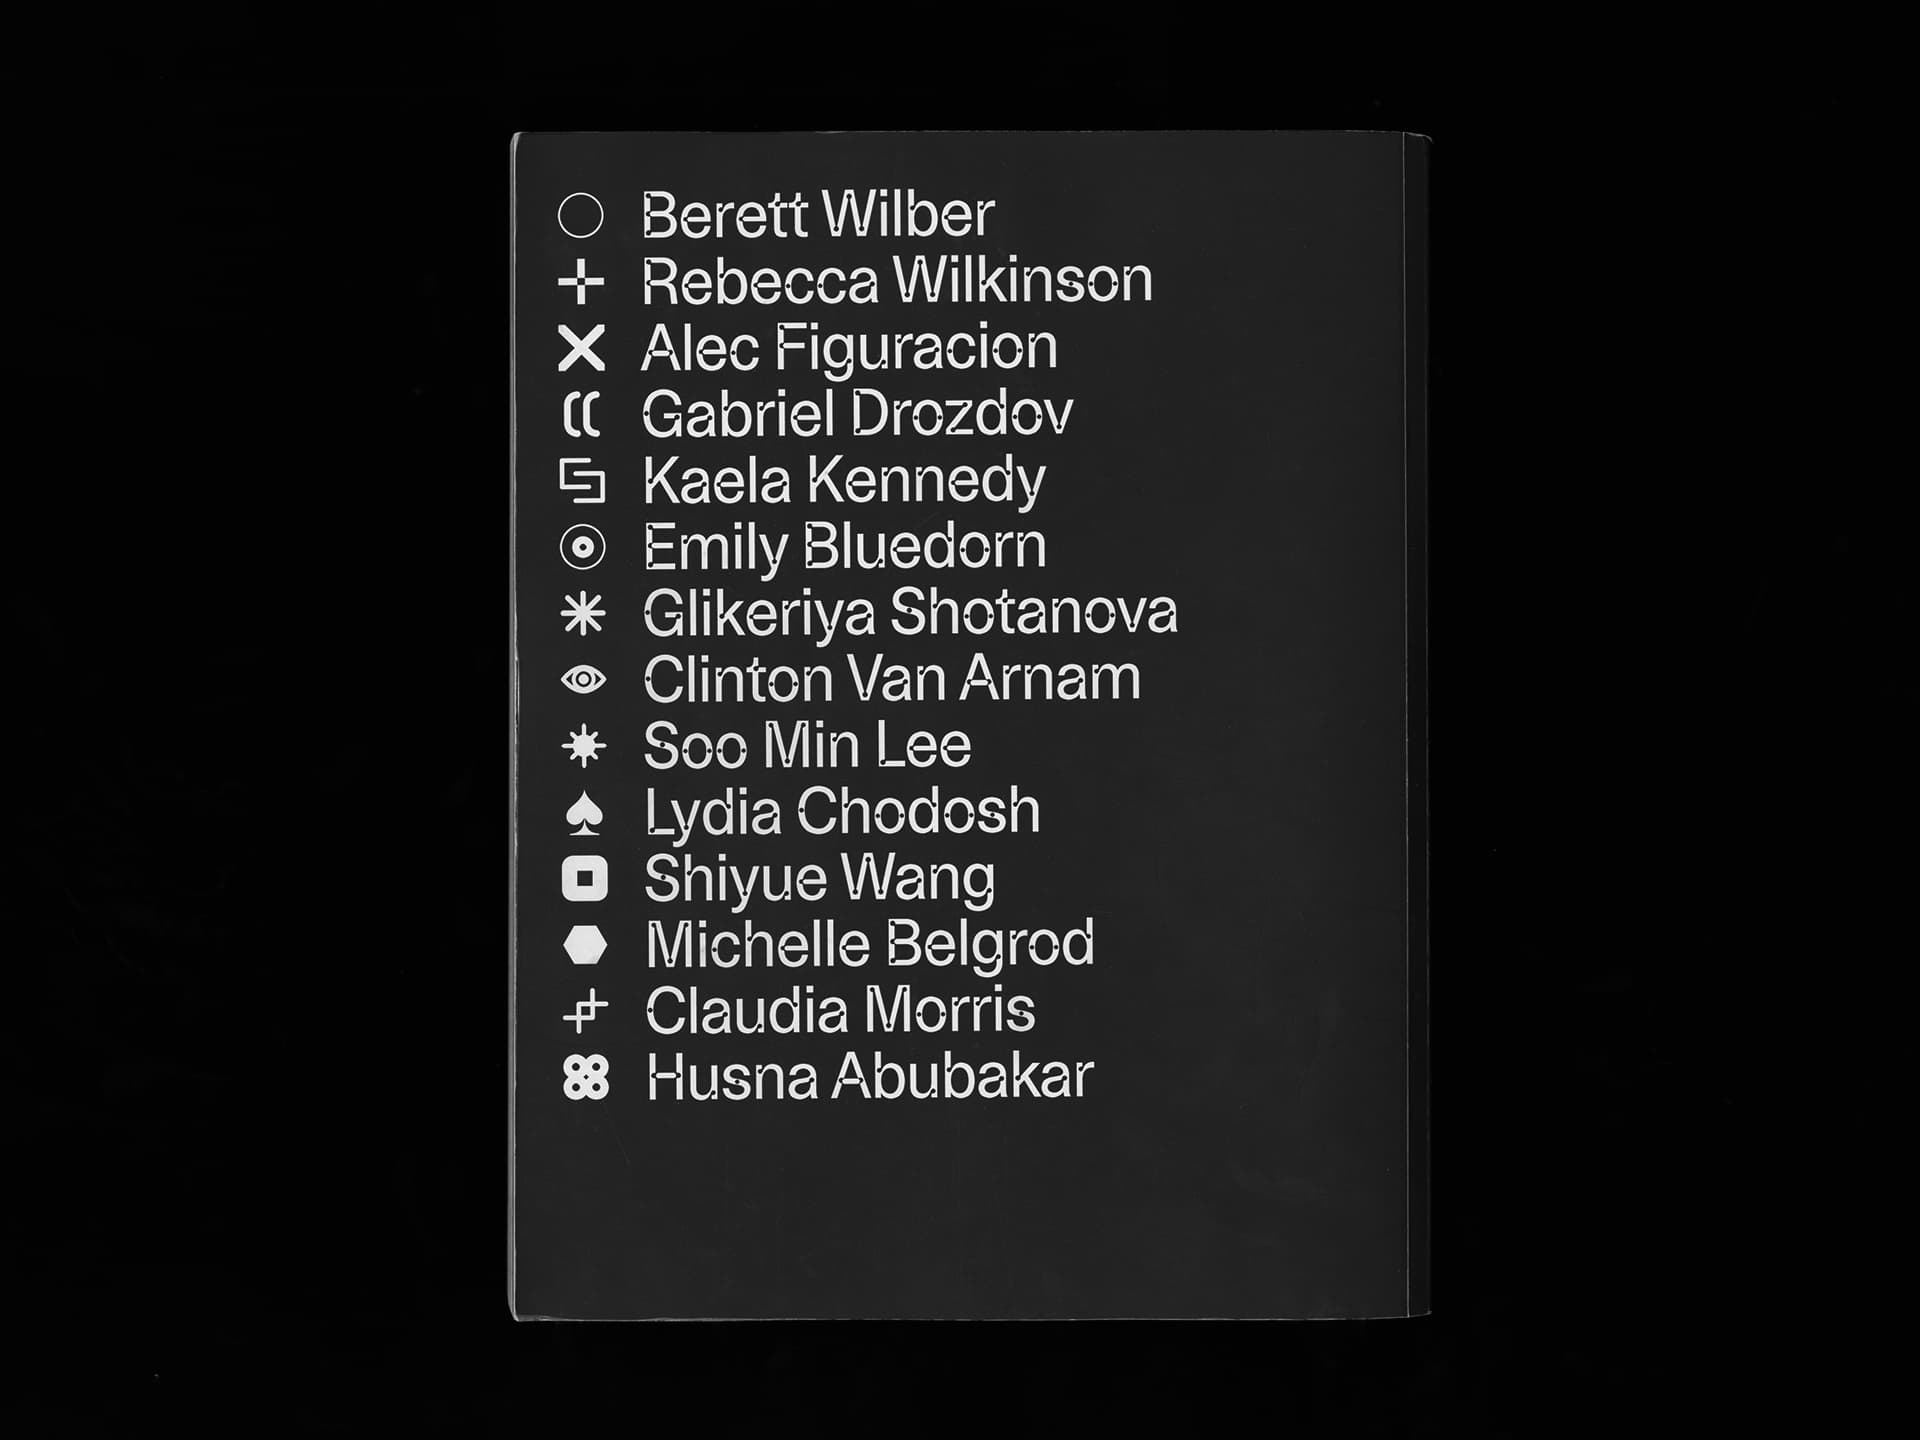 Berett Wilber
Rebecca Wilkinson
Alec Figuracion
Gabriel Drozdov
Kaela Kennedy
Emily Bluedorn
Glikeriya Shotanova
Clinton Van Arnam
Soo Min Lee
Lydia Chodosh
Shiyue Wang
Michelle Belgrod
Claudia Morris
Husna Abubakar